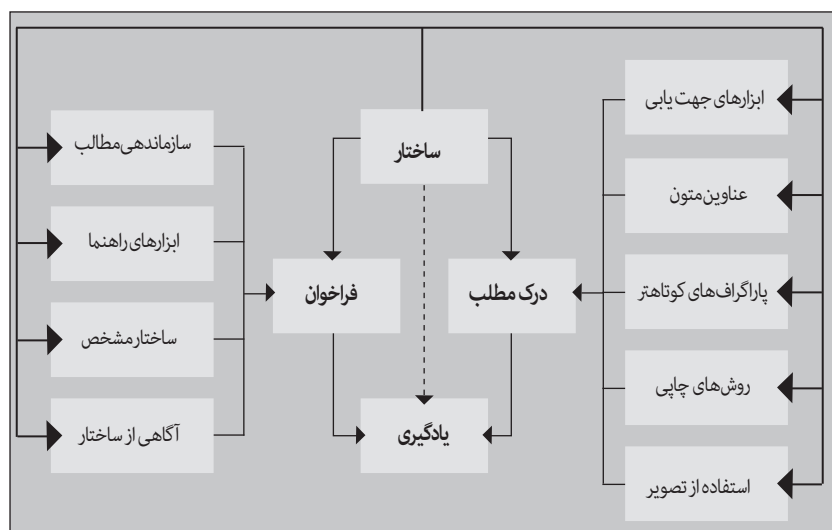 ابزارهای جهت یابی
عناوین متون
پاراگراف‌های کوتاهتر
روش‌های چاپی
استفاده از تصویر
ساختار
درک مطلب
فراخوان
یادگیری
سازماندهی مطالب
ابزارهای راهنما
ساختار مشخص
آگاهی از ساختار